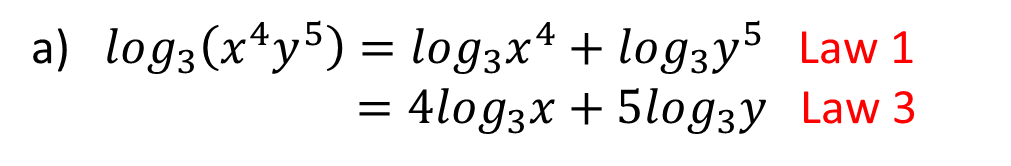 a) log₃(x⁴y⁵) = log₃x⁴ + log₃y⁵ Law 1
= 4log₃x + 5log₃y Law 3